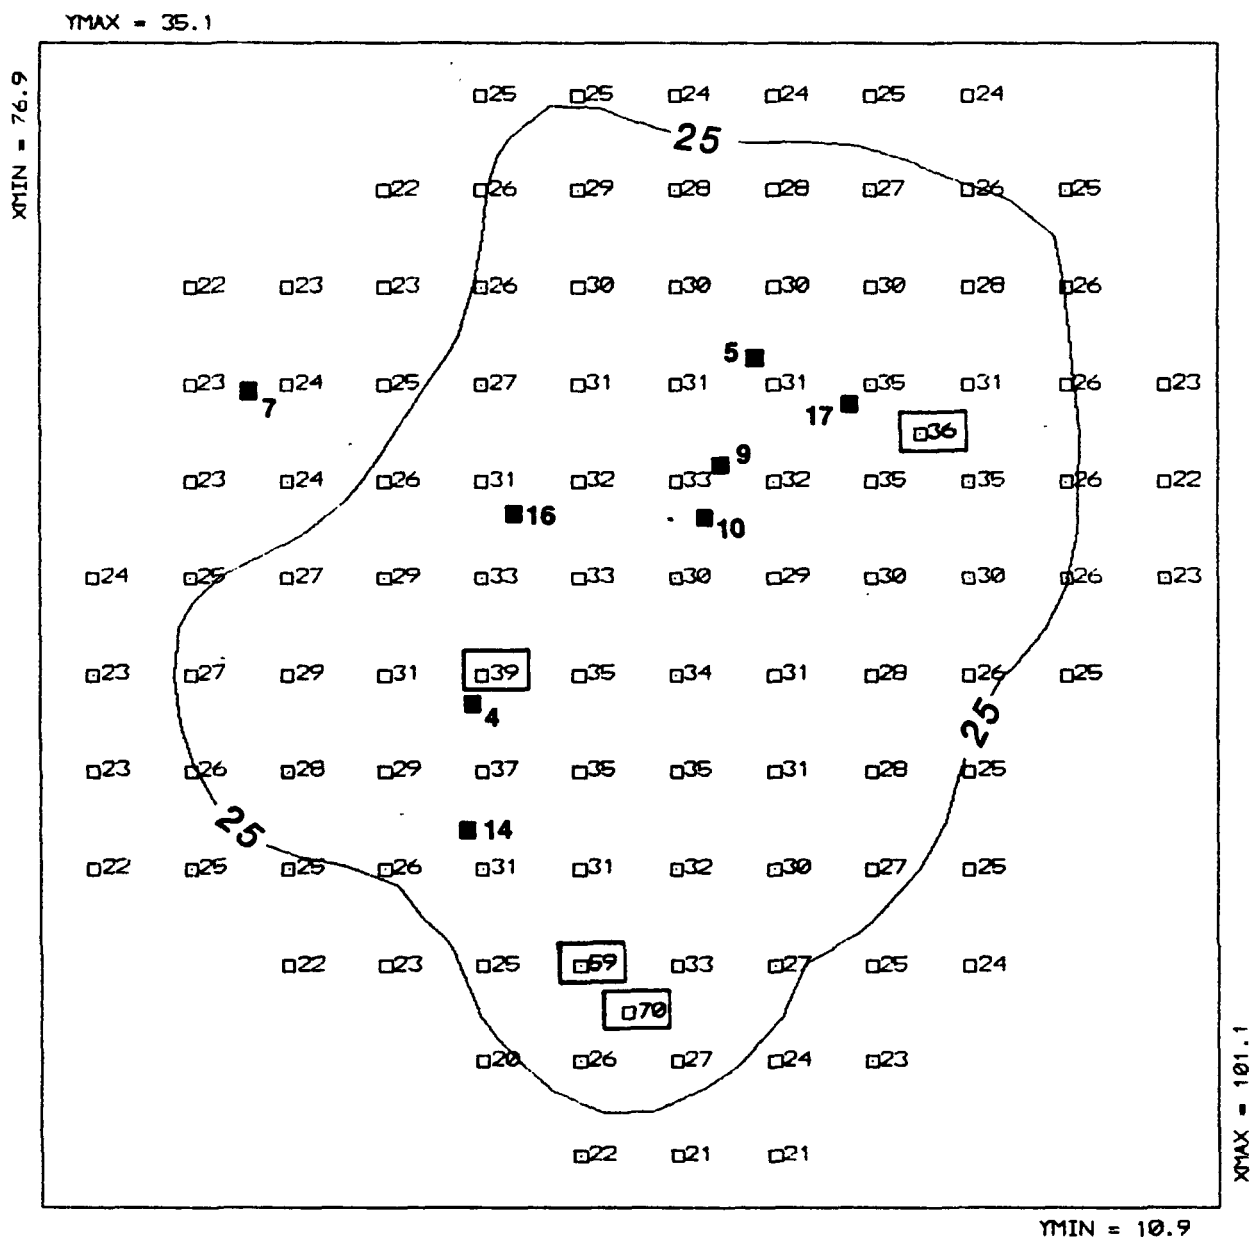 YMAX = 35.1
XMIN = 76.9
25 25 24 24 25 24
25
22 26 29 28 28 27 26 25
22 23 23 26 30 30 30 30 28 26
5
23 24 25 27 31 31 31 35 31 26 23
7 17
36
9
23 24 26 31 32 33 32 35 35 26 22
16 10
24 25 27 29 33 33 30 29 30 30 26 23
23 27 29 31 39 35 34 31 28 26 25
4 25
23 26 28 29 37 35 35 31 28 25
25 14
22 25 25 26 31 31 32 30 27 25
22 23 25 69 33 27 25 24
70
20 26 27 24 23
XMAX = 101.1
22 21 21
YMIN = 10.9